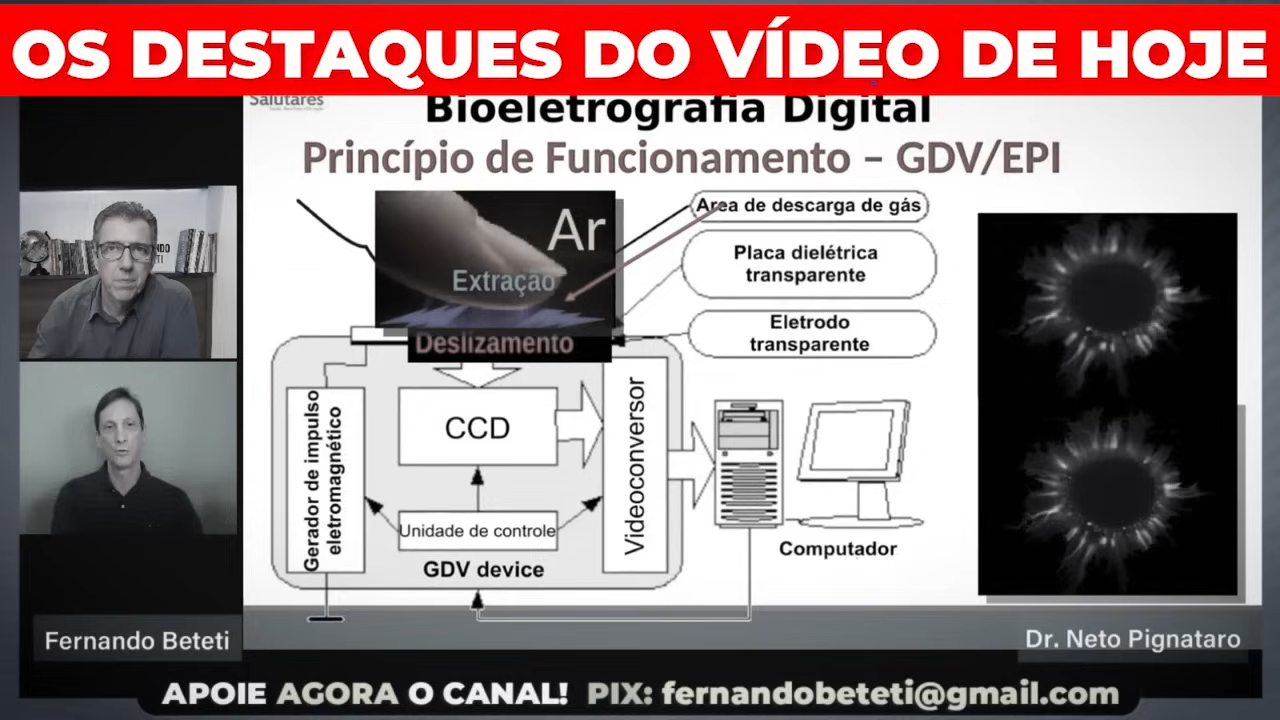 OS DESTAQUES DO VÍDEO DE HOJE
Salutares
Bioeletrografia Digital
Princípio de Funcionamento – GDV/EPI
Ar
Extração
Deslizamento
Area de descarga de gás
Placa dielétrica
transparente
Eletrodo
transparente
Gerador de impulso
eletromagnético
CCD
Unidade de controle
GDV device
Videoconversor
Computador
Fernando Beteti
Dr. Neto Pignataro
APOIE AGORA O CANAL! PIX: fernandobeteti@gmail.com